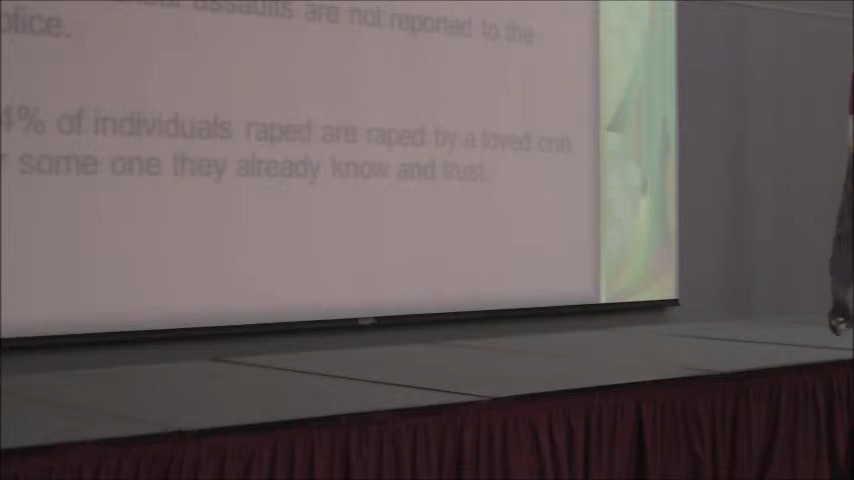 assaults are not reported to the
olice.
4% of individuals raped are raped by a loved one
r some one they already know and trust.